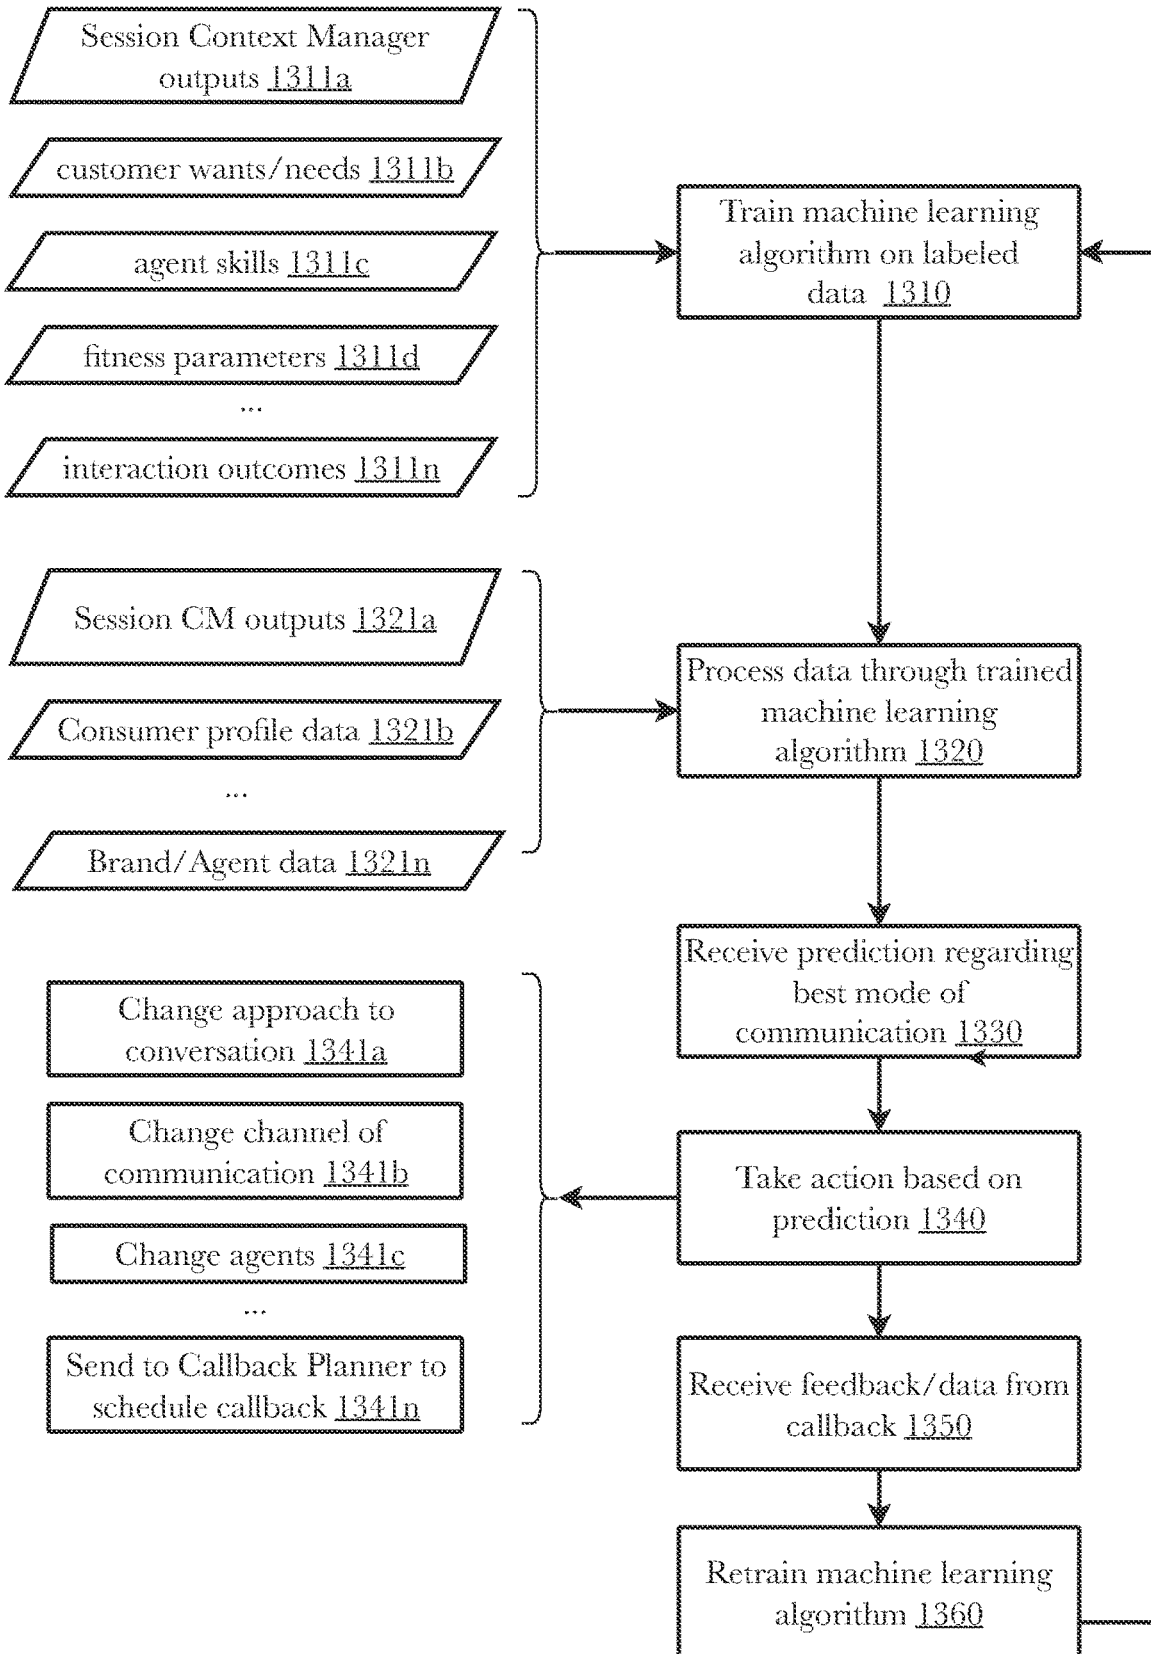 Session Context Manager
outputs 1311a
customer wants/needs 1311b
agent skills 1311c
fitness parameters 1311d
...
interaction outcomes 1311n
Train machine learning
algorithm on labeled
data 1310
Session CM outputs 1321a
Consumer profile data 1321b
...
Brand/Agent data 1321n
Process data through trained
machine learning
algorithm 1320
Receive prediction regarding
best mode of
communication 1330
Change approach to
conversation 1341a
Change channel of
communication 1341b
Change agents 1341c
...
Send to Callback Planner to
schedule callback 1341n
Take action based on
prediction 1340
Receive feedback/data from
callback 1350
Retrain machine learning
algorithm 1360